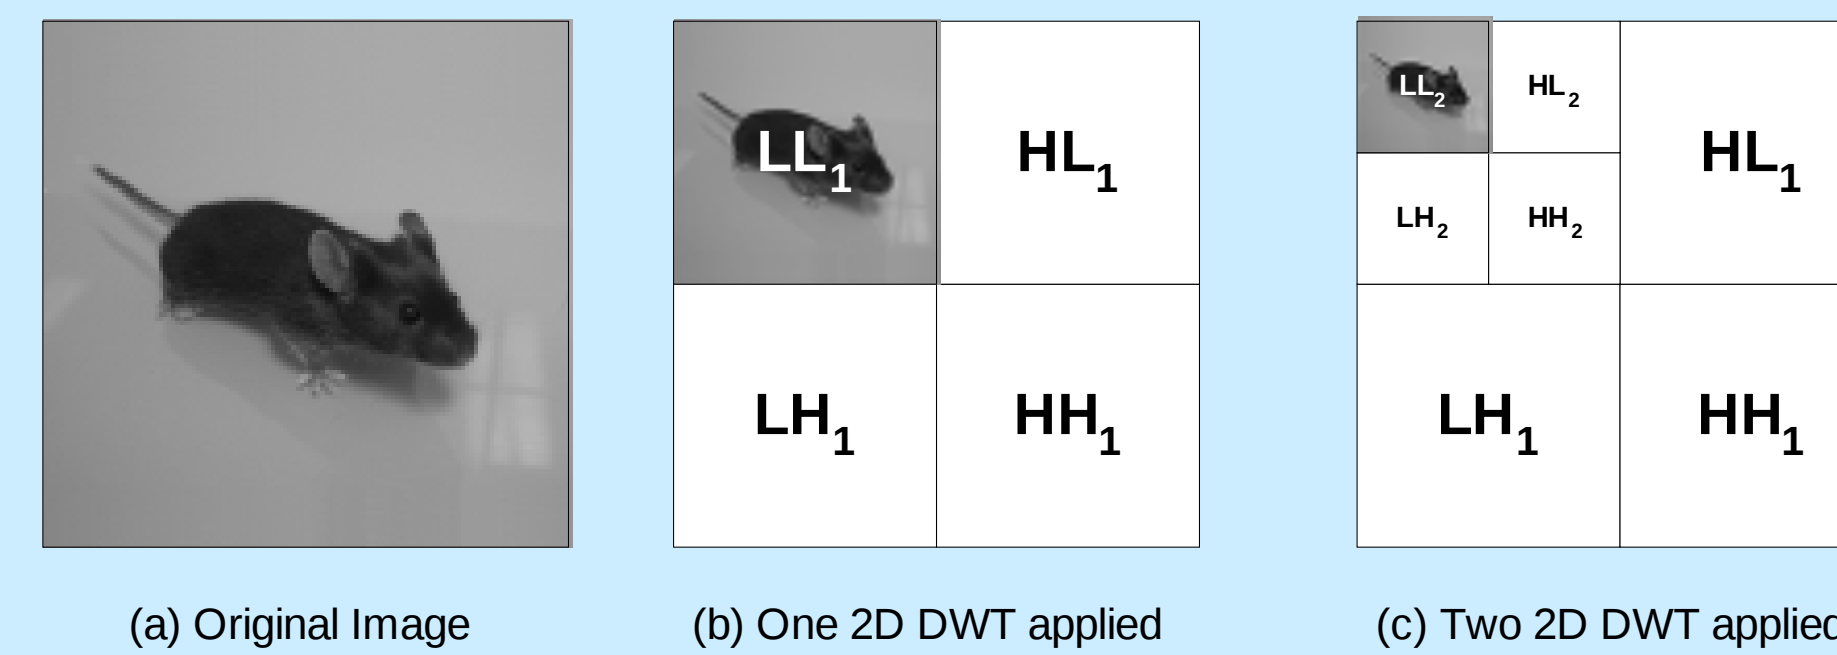 LL1 HL1
LH1 HH1
LL2 HL2
LH2 HH2
HL1
LH1 HH1
(a) Original Image
(b) One 2D DWT applied
(c) Two 2D DWT applied